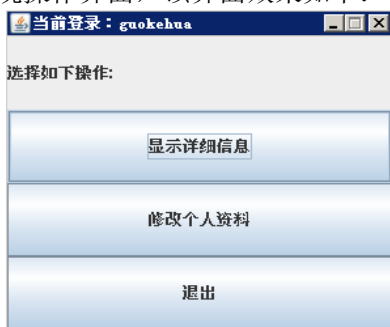 当前登录：guokehua
选择如下操作:
显示详细信息
修改个人资料
退出